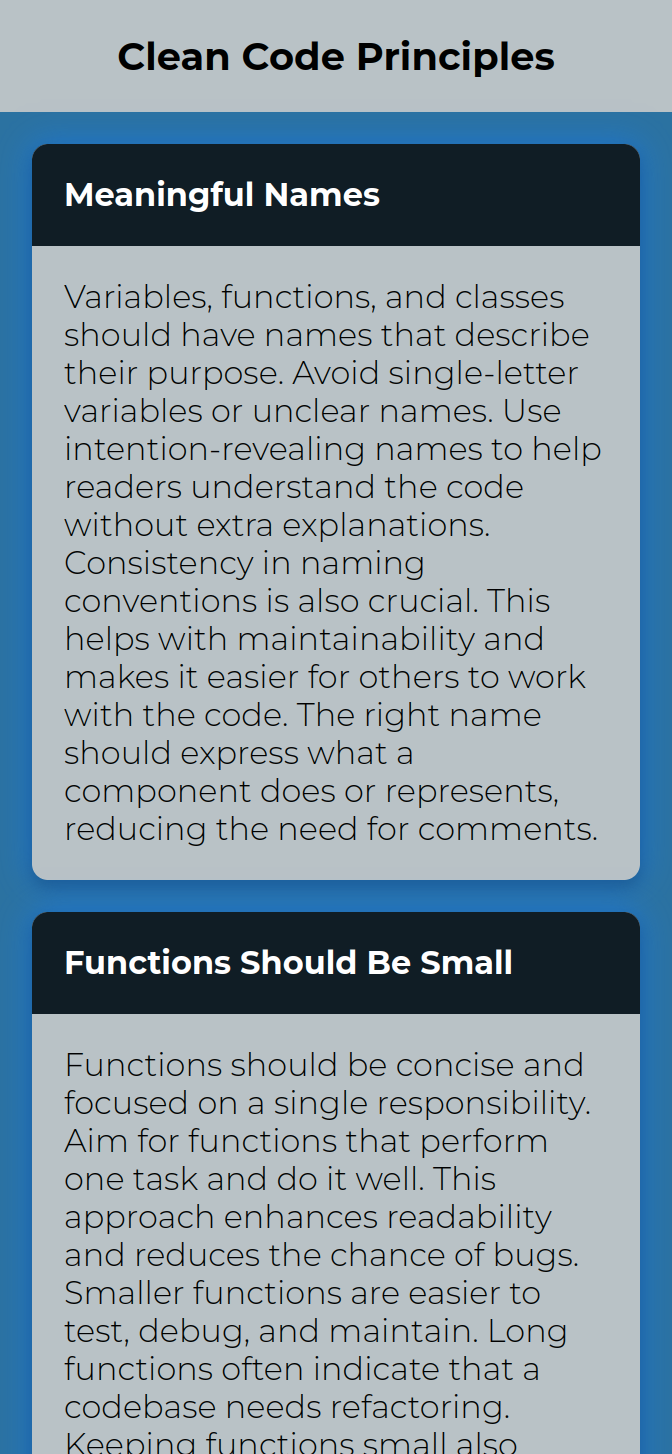 Clean Code Principles
Meaningful Names
Variables, functions, and classes
should have names that describe
their purpose. Avoid single-letter
variables or unclear names. Use
intention-revealing names to help
readers understand the code
without extra explanations.
Consistency in naming
conventions is also crucial. This
helps with maintainability and
makes it easier for others to work
with the code. The right name
should express what a
component does or represents,
reducing the need for comments.
Functions Should Be Small
Functions should be concise and
focused on a single responsibility.
Aim for functions that perform
one task and do it well. This
approach enhances readability
and reduces the chance of bugs.
Smaller functions are easier to
test, debug, and maintain. Long
functions often indicate that a
codebase needs refactoring.
Keeping functions small also